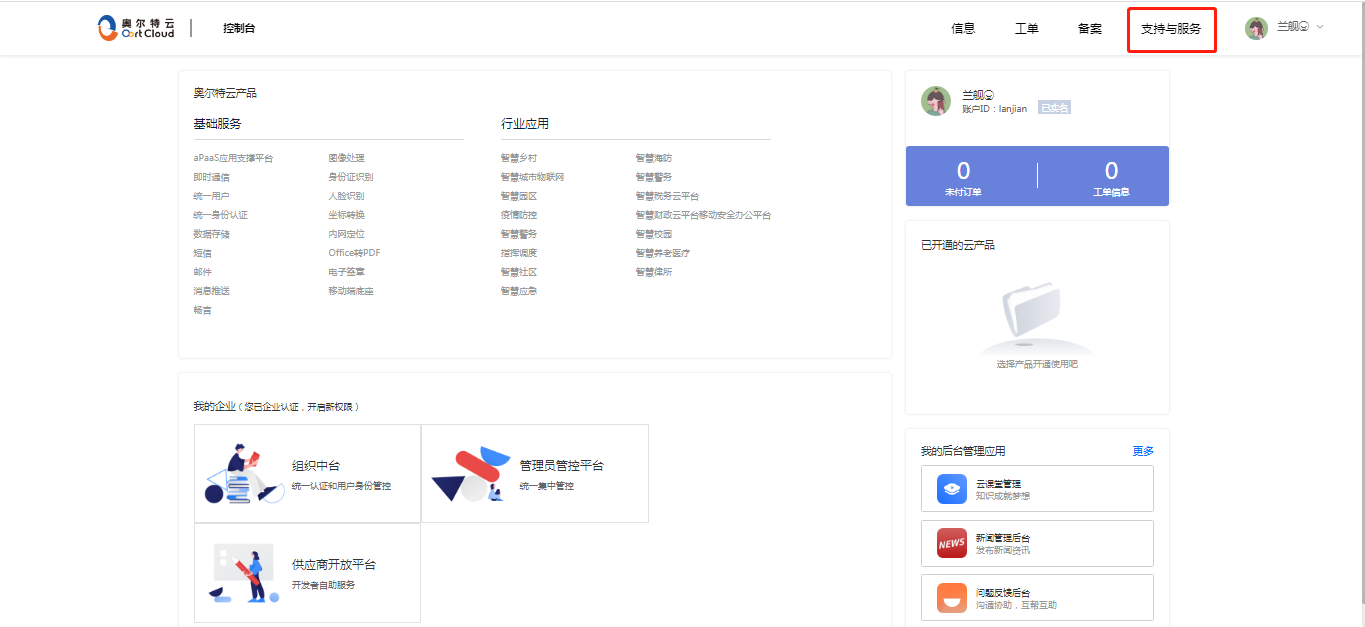 奥尔特云
Oort Cloud
控制台
信息
工单
备案
支持与服务
兰舰
奥尔特云产品
基础服务
aPaaS应用支撑平台
即时通信
统一用户
统一身份认证
数据存储
短信
邮件
消息推送
畅言
图像处理
身份证识别
人脸识别
坐标转换
内网定位
Office转PDF
电子签章
移动端底座
行业应用
智慧乡村
智慧城市物联网
智慧园区
疫情防控
智慧警务
指挥调度
智慧社区
智慧应急
智慧海防
智慧警务
智慧税务云平台
智慧财政云平台移动安全办公平台
智慧校园
智慧养老医疗
智慧律所
兰舰
账户ID：lanjian
已实名
0
未付订单
0
工单信息
已开通的云产品
选择产品开通使用吧
我的企业（您已企业认证，开启新权限）
组织中台
统一认证和用户身份管控
管理员管控平台
统一集中管控
供应商开放平台
开发者自助服务
我的后台管理应用
更多
云课堂管理
知识成就梦想
NEWS
新闻管理后台
发布新闻资讯
问题反馈后台
沟通协助，互帮互助